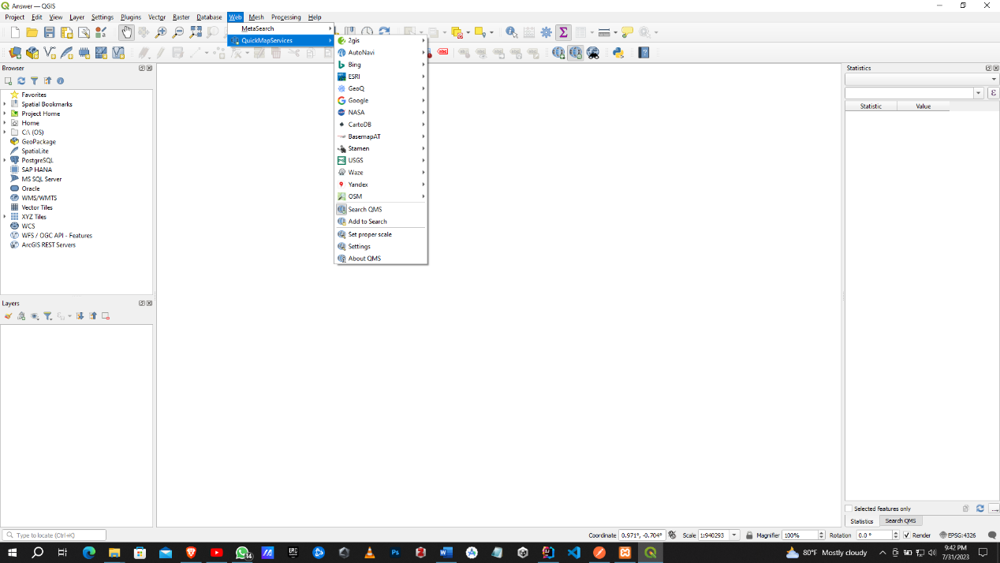 Answer — QGIS
Project Edit View Layer Settings Plugins Vector Raster Database Web Mesh Processing Help
MetaSearch
QuickMapServices
2gis
AutoNavi
Bing
ESRI
GeoQ
Google
NASA
CartoDB
BasemapAT
Stamen
USGS
Waze
Yandex
OSM
Search QMS
Add to Search
Set proper scale
Settings
About QMS
Browser
Favorites
Spatial Bookmarks
Project Home
Home
C:\ (OS)
GeoPackage
SpatiaLite
PostgreSQL
SAP HANA
MS SQL Server
Oracle
WMS/WMTS
Vector Tiles
XYZ Tiles
WCS
WFS / OGC API - Features
ArcGIS REST Servers
Layers
Statistics
Statistic Value
Selected features only
Statistics Search QMS
Type to locate (Ctrl+K)
Coordinate 0.971°, -0.704° Scale 1:940293 Magnifier 100% Rotation 0.0 ° Render EPSG:4326
14
80°F Mostly cloudy
9:42 PM
7/31/2023